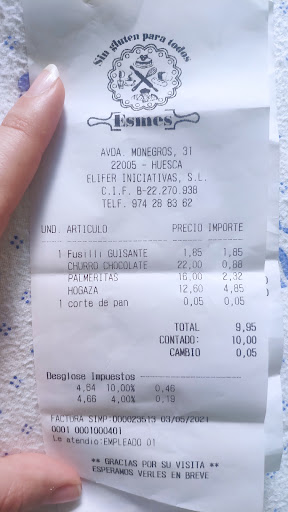 Sin gluten para todos
Esmes
AVDA. MONEGROS, 31
22005 - HUESCA
ELIFER INICIATIVAS, S.L.
C.I.F. B-22.270.938
TELF. 974 28 83 62
UND. ARTICULO PRECIO IMPORTE
1 Fusilli GUISANTE 1,85 1,85
CHURRO CHOCOLATE 22,00 0,88
PALMERITAS 16,00 2,32
HOGAZA 12,60 4,85
1 corte de pan 0,05 0,05
TOTAL 9,95
CONTADO: 10,00
CAMBIO 0,05
Desglose Impuestos
4,64 10,00% 0,46
4,66 4,00% 0,19
FACTURA SIMP D00023513 03/05/2021
0001 0001000401
Le atendio:EMPLEADO 01
** GRACIAS POR SU VISITA **
ESPERAMOS VERLES EN BREVE